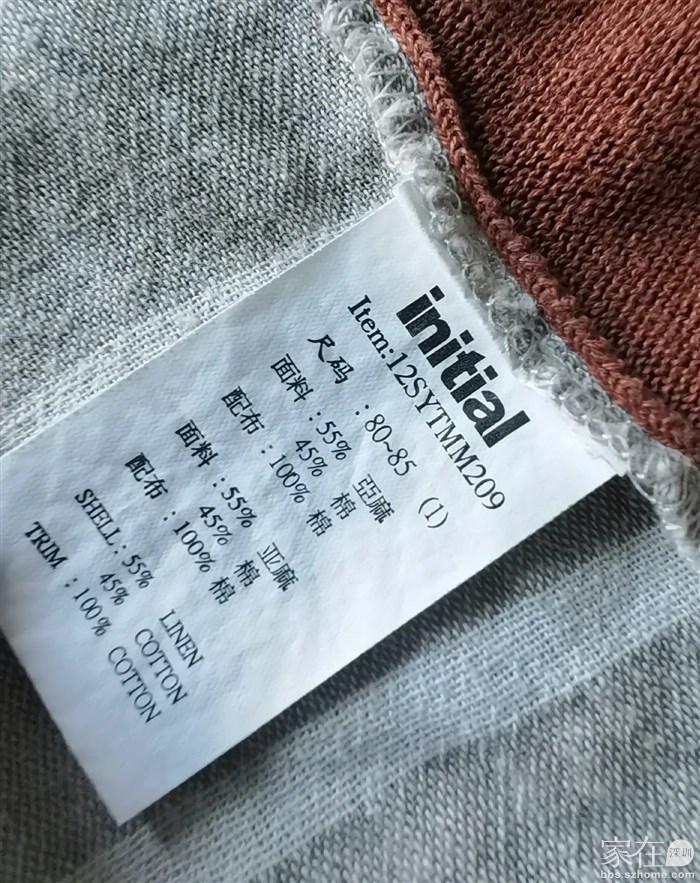 initial
Item:12SYTMM209
尺码 : 80~85 (1)
面料 : 55% 亞麻
45% 棉
配布 : 100% 棉
面料 : 55% 亚麻
45% 棉
配布 : 100% 棉
SHELL : 55% LINEN
45% COTTON
TRIM : 100% COTTON
家在深圳
bbs.szhome.com